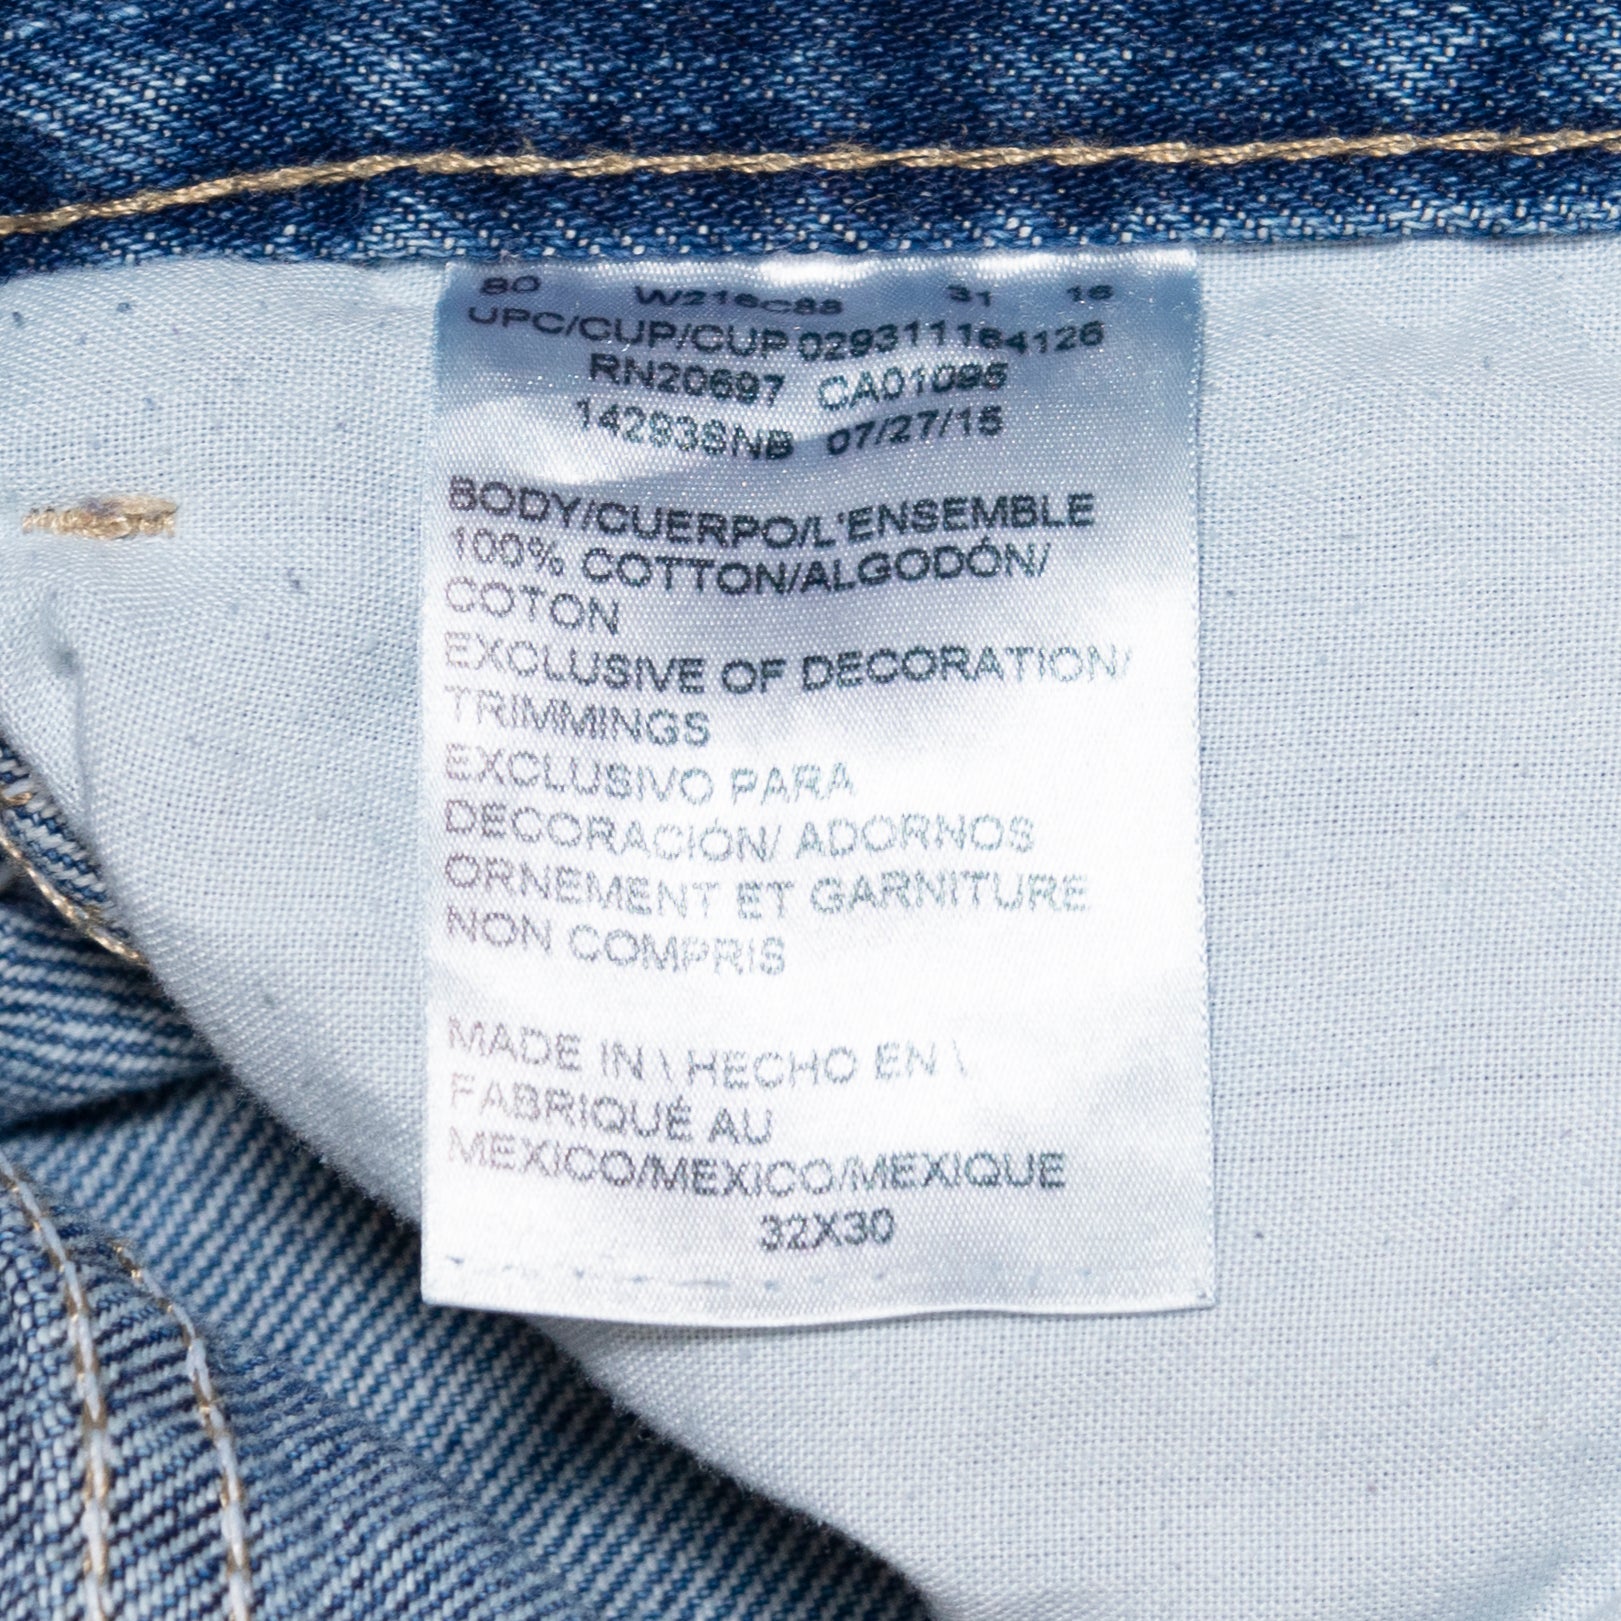 80 W216C88 31 16
UPC/CUP/CUP 029311164126
RN20697 CA01095
14293SNB 07/27/15
BODY/CUERPO/L'ENSEMBLE
100% COTTON/ALGODÓN/
COTON
EXCLUSIVE OF DECORATION/
TRIMMINGS
EXCLUSIVO PARA
DECORACIÓN/ ADORNOS
ORNEMENT ET GARNITURE
NON COMPRIS
MADE IN \ HECHO EN \
FABRIQUÉ AU
MEXICO/MEXICO/MEXIQUE
32X30